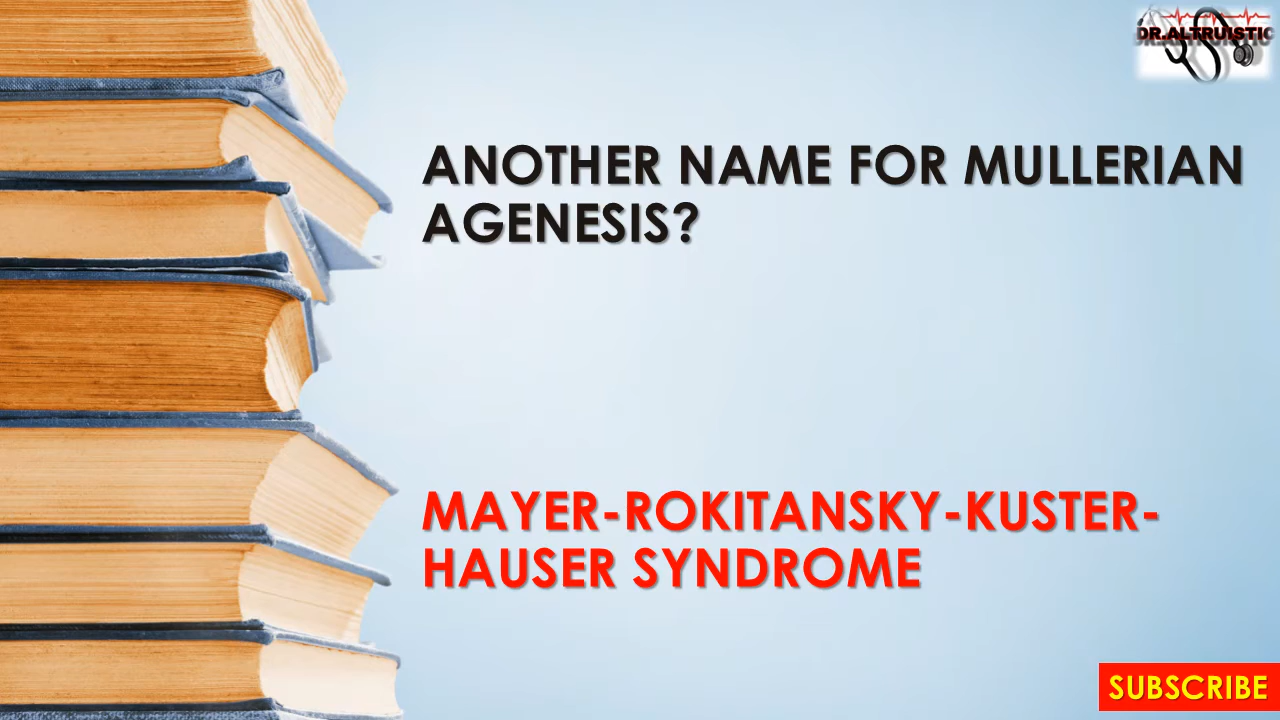 DR.ALTRUISTIC
ANOTHER NAME FOR MULLERIAN
AGENESIS?
MAYER-ROKITANSKY-KUSTER-
HAUSER SYNDROME
SUBSCRIBE